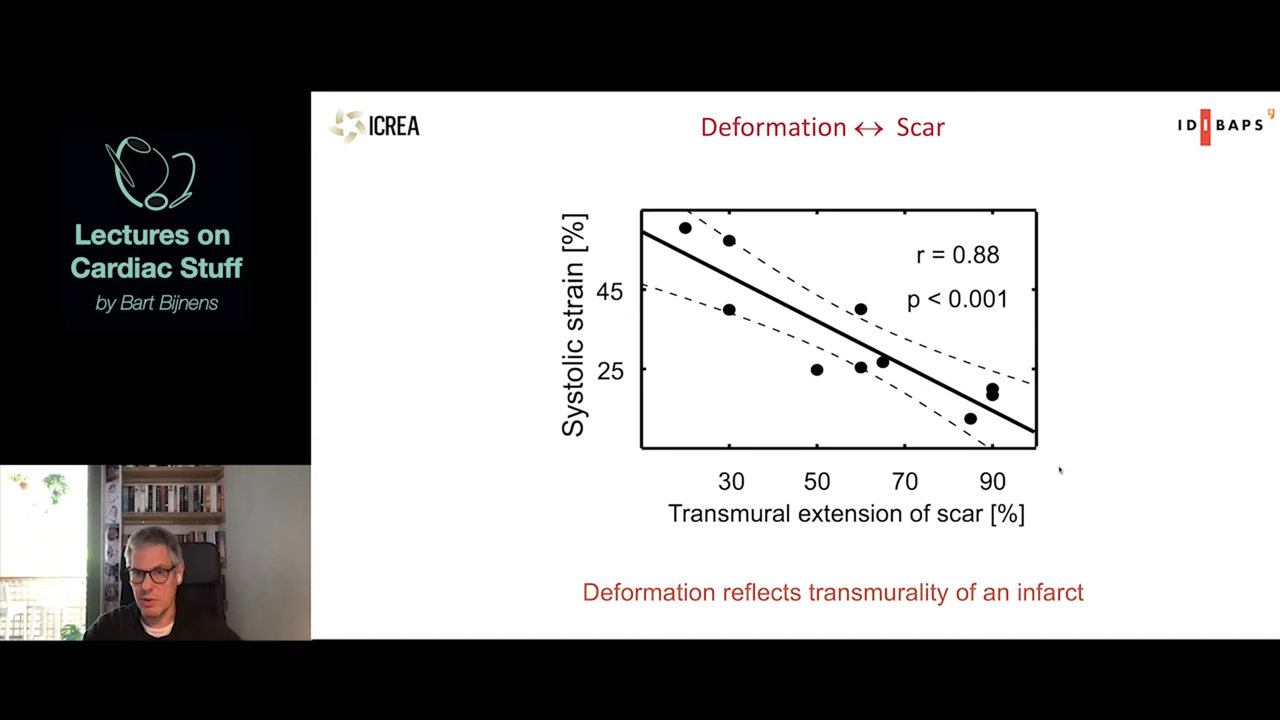 Lectures on
Cardiac Stuff
by Bart Bijnens
ICREA
Deformation ↔ Scar
IDIBAPS
Systolic strain [%]
45
25
r = 0.88
p < 0.001
30 50 70 90
Transmural extension of scar [%]
Deformation reflects transmurality of an infarct